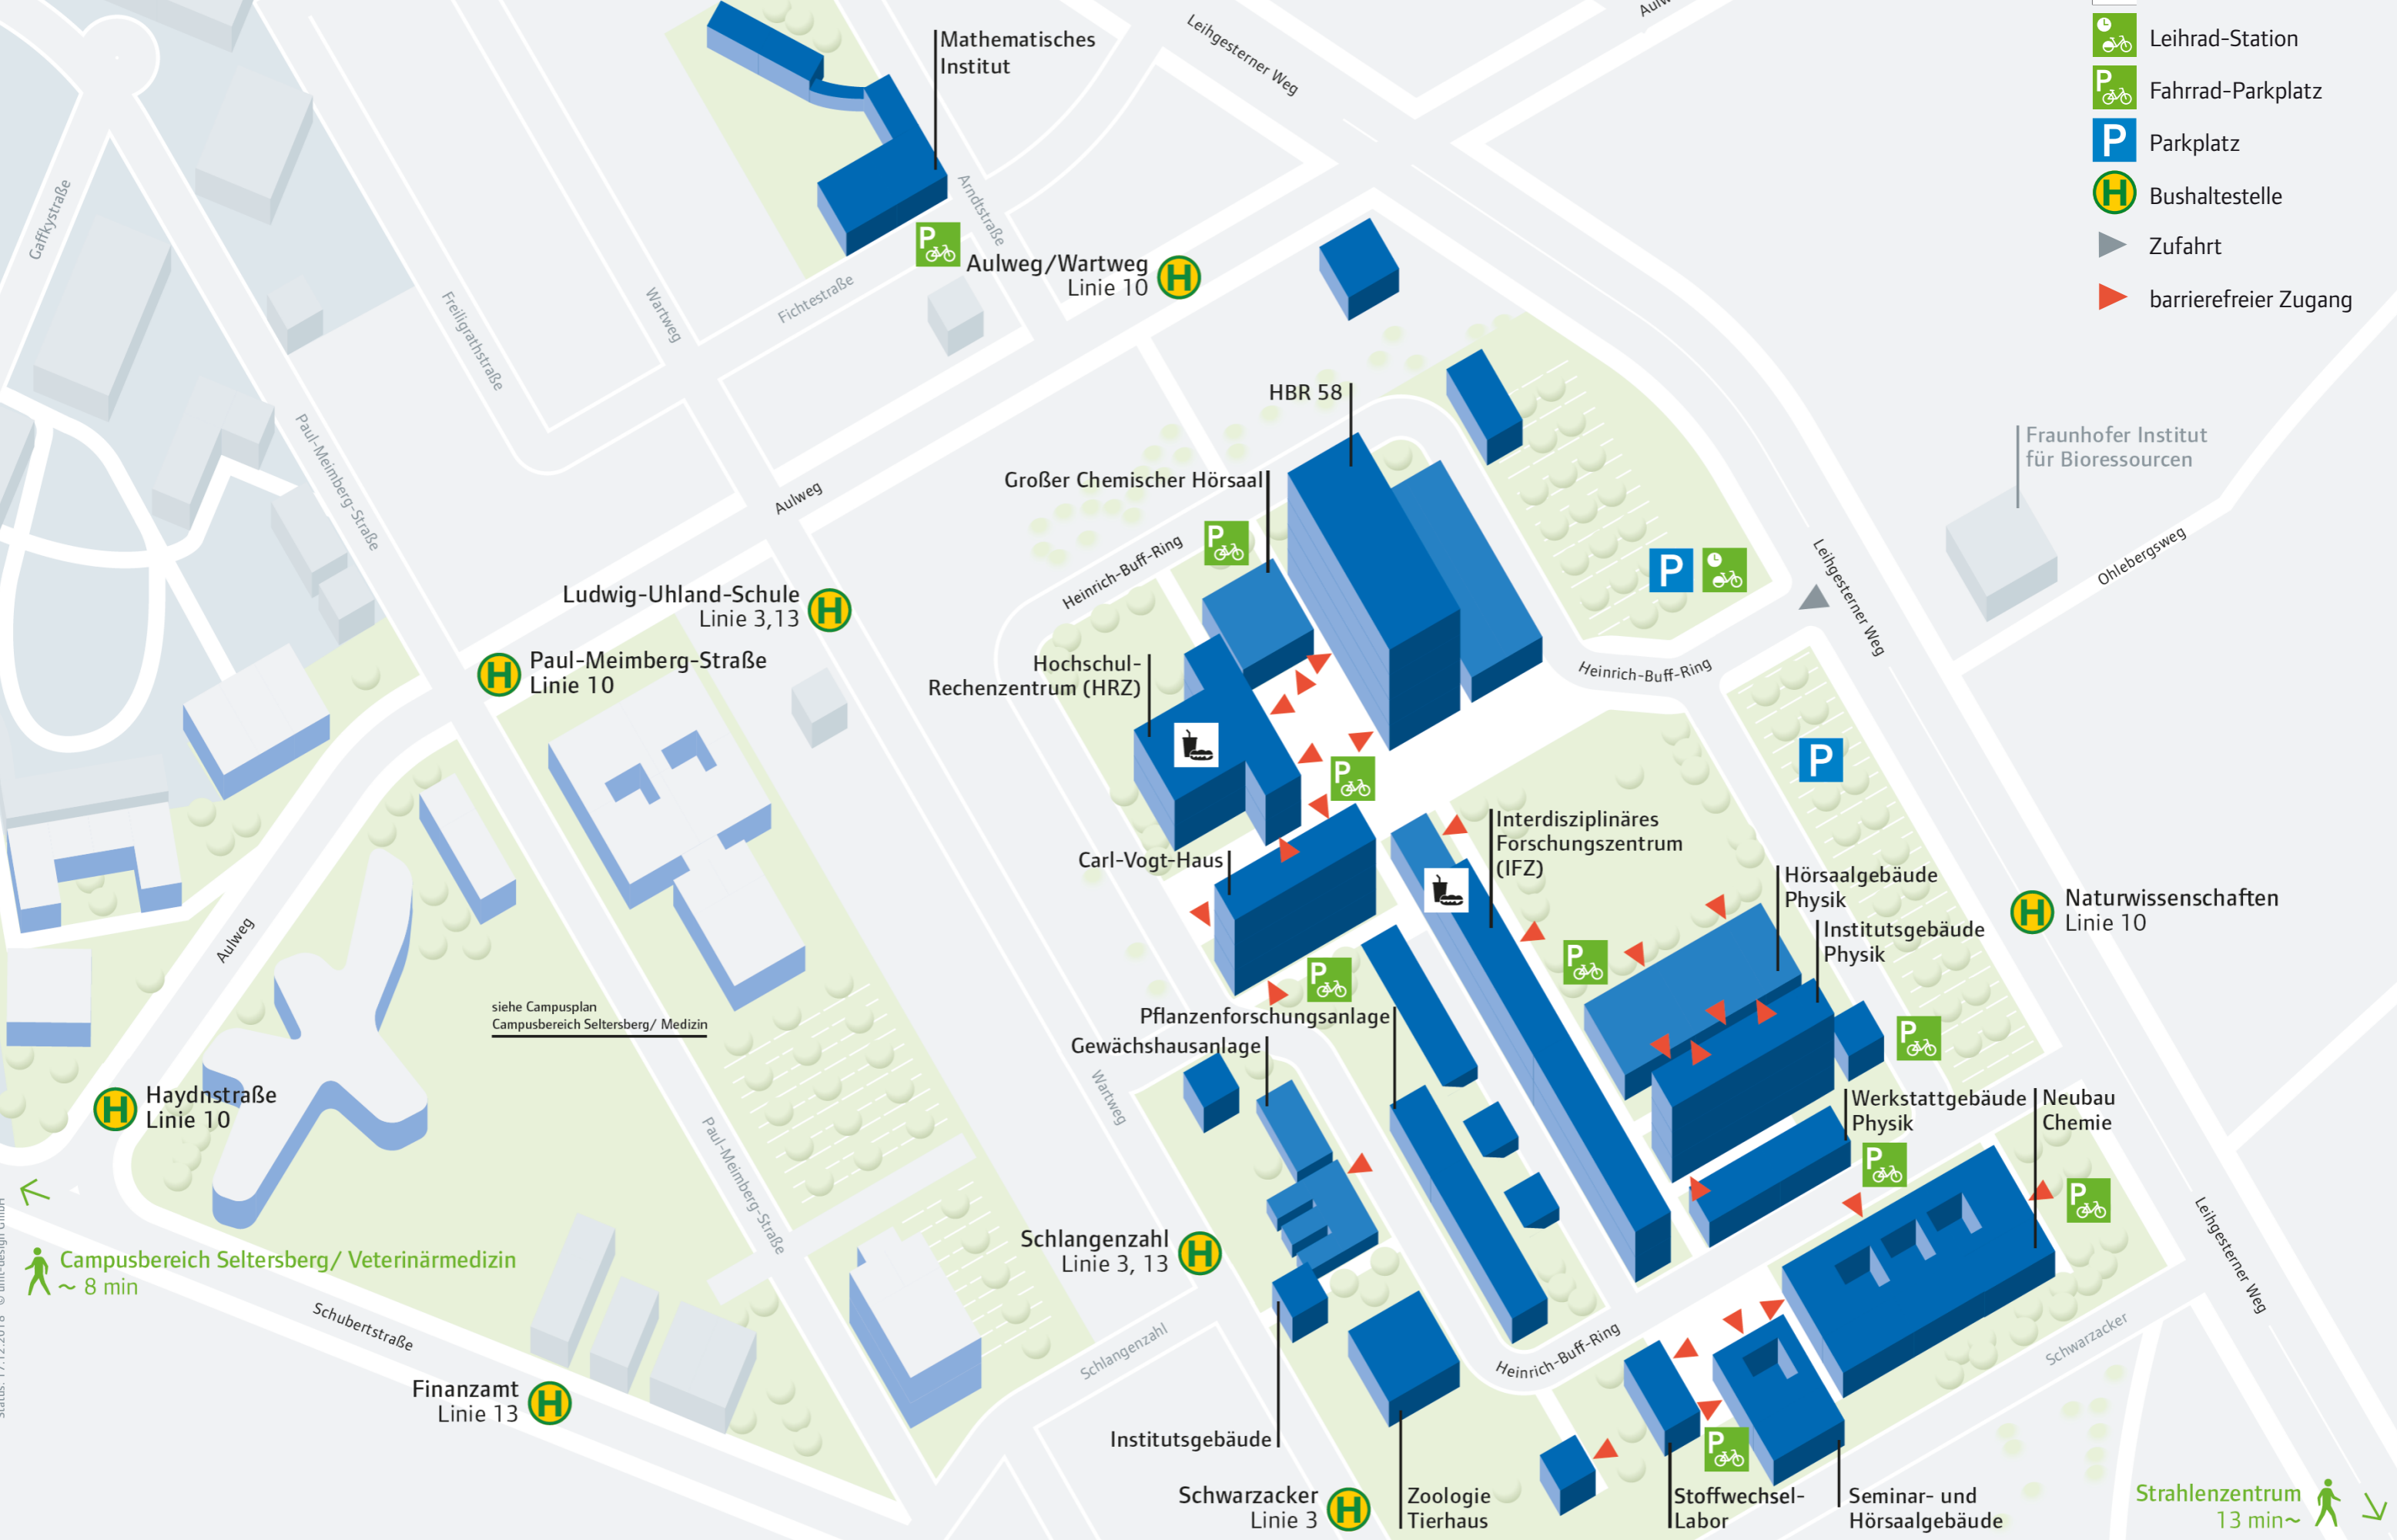 Mathematisches
Institut
Leihgesterner Weg
Leihrad-Station
P
Fahrrad-Parkplatz
P
Parkplatz
H
Bushaltestelle
Zufahrt
barrierefreier Zugang
Gaffkystraße
Arndtstraße
P
Aulweg/Wartweg
Linie 10
H
Fichtestraße
Wartweg
Freiligrathstraße
Paul-Meimberg-Straße
HBR 58
Großer Chemischer Hörsaal
Aulweg
P
Heinrich-Buff-Ring
Fraunhofer Institut
für Bioressourcen
Ohlebergsweg
P
Leihgesterner Weg
Ludwig-Uhland-Schule
Linie 3,13
H
H
Paul-Meimberg-Straße
Linie 10
Hochschul-
Rechenzentrum (HRZ)
Heinrich-Buff-Ring
P
P
Carl-Vogt-Haus
Interdisziplinäres
Forschungszentrum
(IFZ)
Hörsaalgebäude
Physik
Institutsgebäude
Physik
H
Naturwissenschaften
Linie 10
Aulweg
P
P
siehe Campusplan
Campusbereich Seltersberg/ Medizin
Pflanzenforschungsanlage
Gewächshausanlage
P
Wartweg
H
Haydnstraße
Linie 10
Werkstattgebäude
Physik
Neubau
Chemie
P
P
Paul-Meimberg-Straße
Schlangenzahl
Linie 3, 13
H
Leihgesterner Weg
Campusbereich Seltersberg/ Veterinärmedizin
~ 8 min
Schubertstraße
Schlangenzahl
Heinrich-Buff-Ring
Schwarzacker
Finanzamt
Linie 13
H
Institutsgebäude
P
Schwarzacker
Linie 3
H
Zoologie
Tierhaus
Stoffwechsel-
Labor
Seminar- und
Hörsaalgebäude
Strahlenzentrum
13 min~